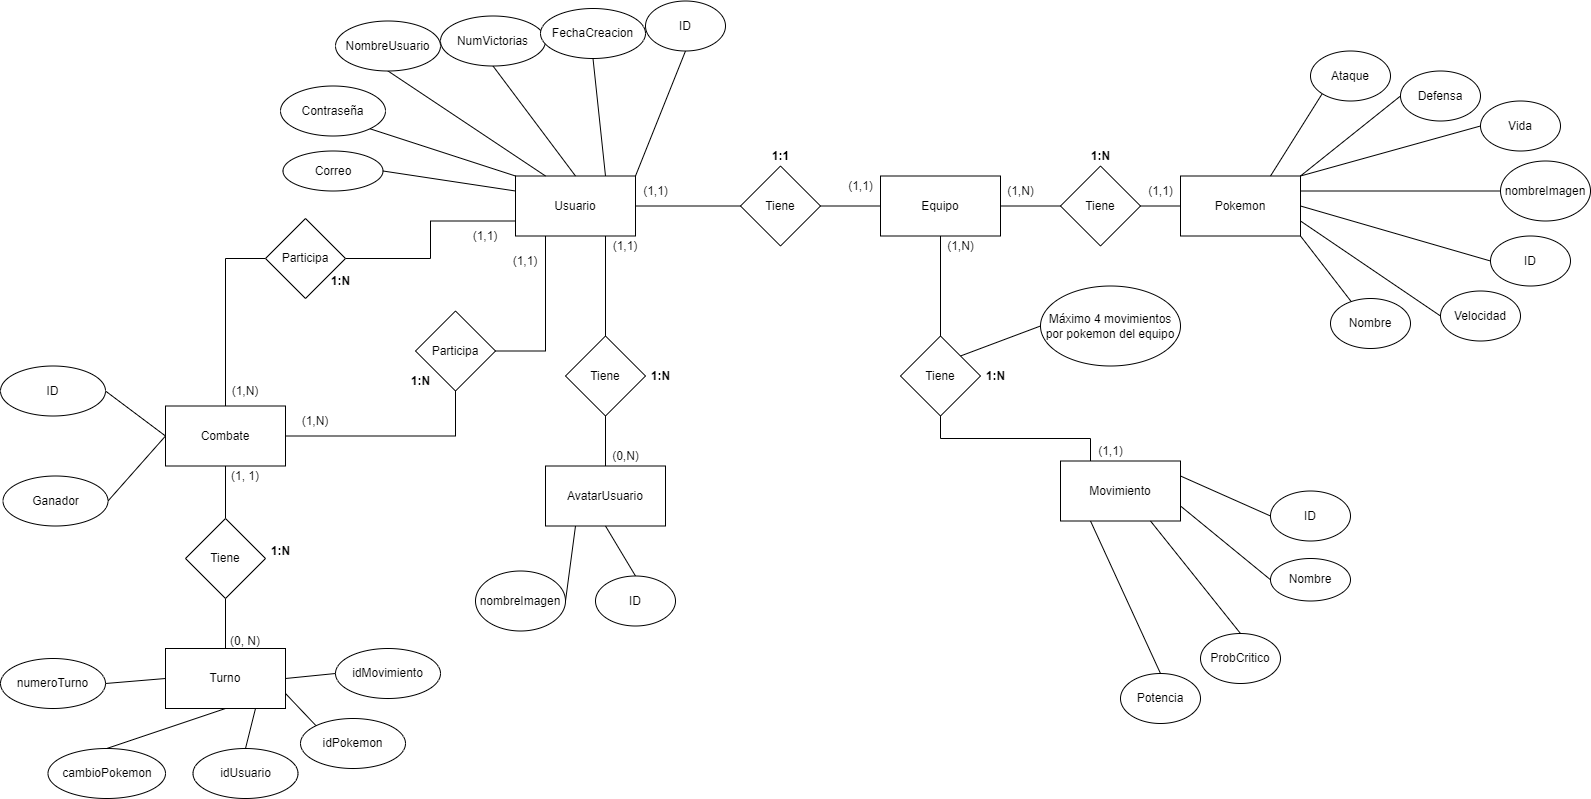 ID
FechaCreacion
NumVictorias
NombreUsuario
Contraseña
Correo
Usuario
(1,1)
1:1
Tiene
(1,1)
Equipo
(1,N)
1:N
Tiene
(1,1)
Pokemon
Ataque
Defensa
Vida
nombreImagen
ID
Velocidad
Nombre
(1,1)
(1,1)
(1,1)
(1,N)
Participa
1:N
Participa
1:N
(1,N)
(1,N)
Tiene
1:N
Máximo 4 movimientos
por pokemon del equipo
Tiene
1:N
ID
Combate
Ganador
(1, 1)
(0,N)
AvatarUsuario
nombreImagen
ID
(1,1)
Movimiento
ID
Nombre
ProbCritico
Potencia
Tiene
1:N
(0, N)
Turno
numeroTurno
idMovimiento
idPokemon
cambioPokemon
idUsuario